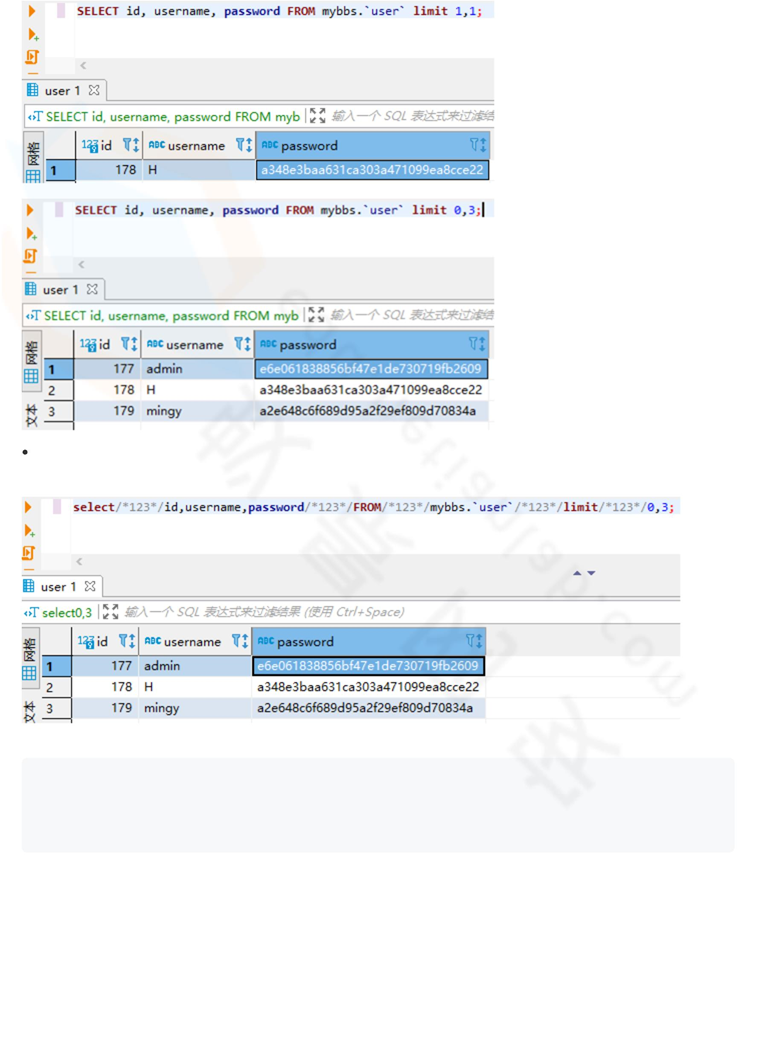 SELECT id, username, password FROM mybbs.`user` limit 1,1;
user 1
SELECT id, username, password FROM myb 输入一个 SQL 表达式来过滤结
网格
123 id ABC username ABC password
1 178 H a348e3baa631ca303a471099ea8cce22
SELECT id, username, password FROM mybbs.`user` limit 0,3;
user 1
SELECT id, username, password FROM myb 输入一个 SQL 表达式来过滤结
网格
123 id ABC username ABC password
1 177 admin e6e061838856bf47e1de730719fb2609
2 178 H a348e3baa631ca303a471099ea8cce22
文本
3 179 mingy a2e648c6f689d95a2f29ef809d70834a
•
select/*123*/id,username,password/*123*/FROM/*123*/mybbs.`user`/*123*/limit/*123*/0,3;
user 1
select0,3 输入一个 SQL 表达式来过滤结果 (使用 Ctrl+Space)
网格
123 id ABC username ABC password
1 177 admin e6e061838856bf47e1de730719fb2609
2 178 H a348e3baa631ca303a471099ea8cce22
文本
3 179 mingy a2e648c6f689d95a2f29ef809d70834a